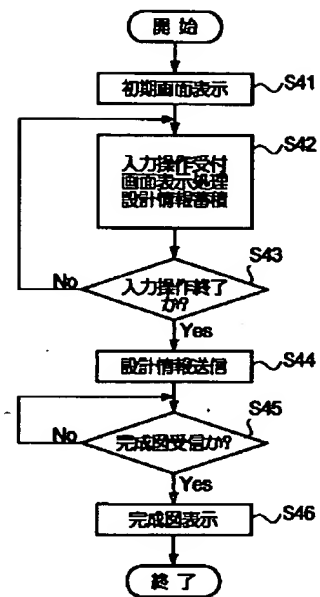 開始
初期画面表示
S41
入力操作受付
画面表示処理
設計情報蓄積
S42
入力操作終了
か?
S43
No
Yes
設計情報送信
S44
完成図受信か?
S45
No
Yes
完成図表示
S46
終了